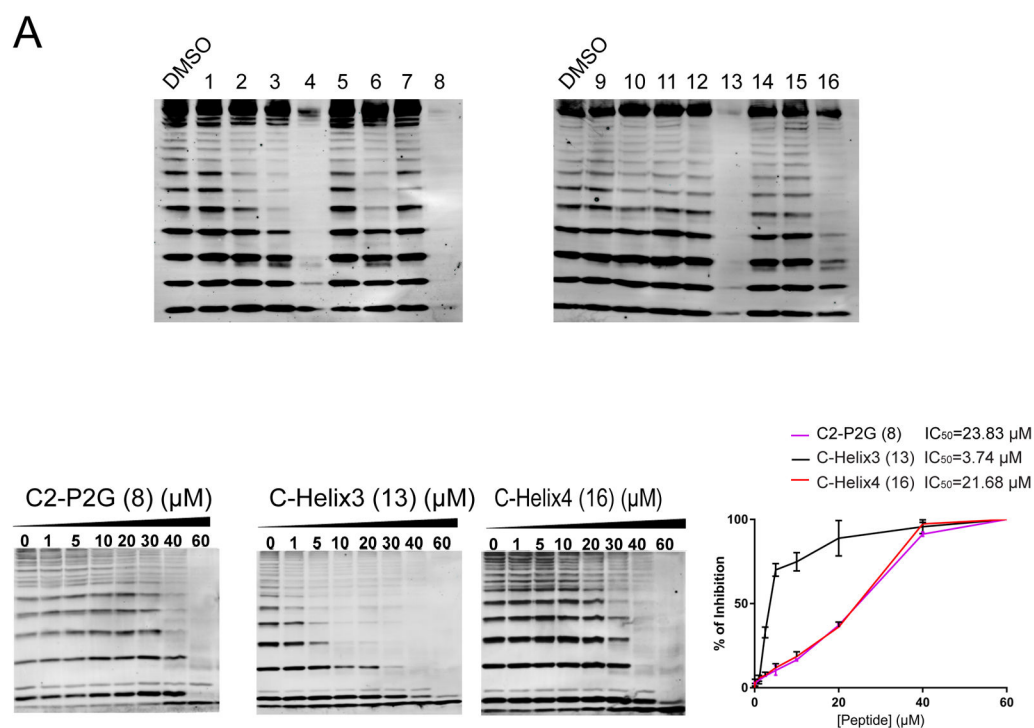 A
DMSO 1 2 3 4 5 6 7 8
DMSO 9 10 11 12 13 14 15 16
C2-P2G (8) (µM)
0 1 5 10 20 30 40 60
C-Helix3 (13) (µM)
0 1 5 10 20 30 40 60
C-Helix4 (16) (µM)
0 1 5 10 20 30 40 60
C2-P2G (8) IC50=23.83 µM
C-Helix3 (13) IC50=3.74 µM
C-Helix4 (16) IC50=21.68 µM
% of Inhibition
100
50
0
0 20 40 60
[Peptide] (µM)